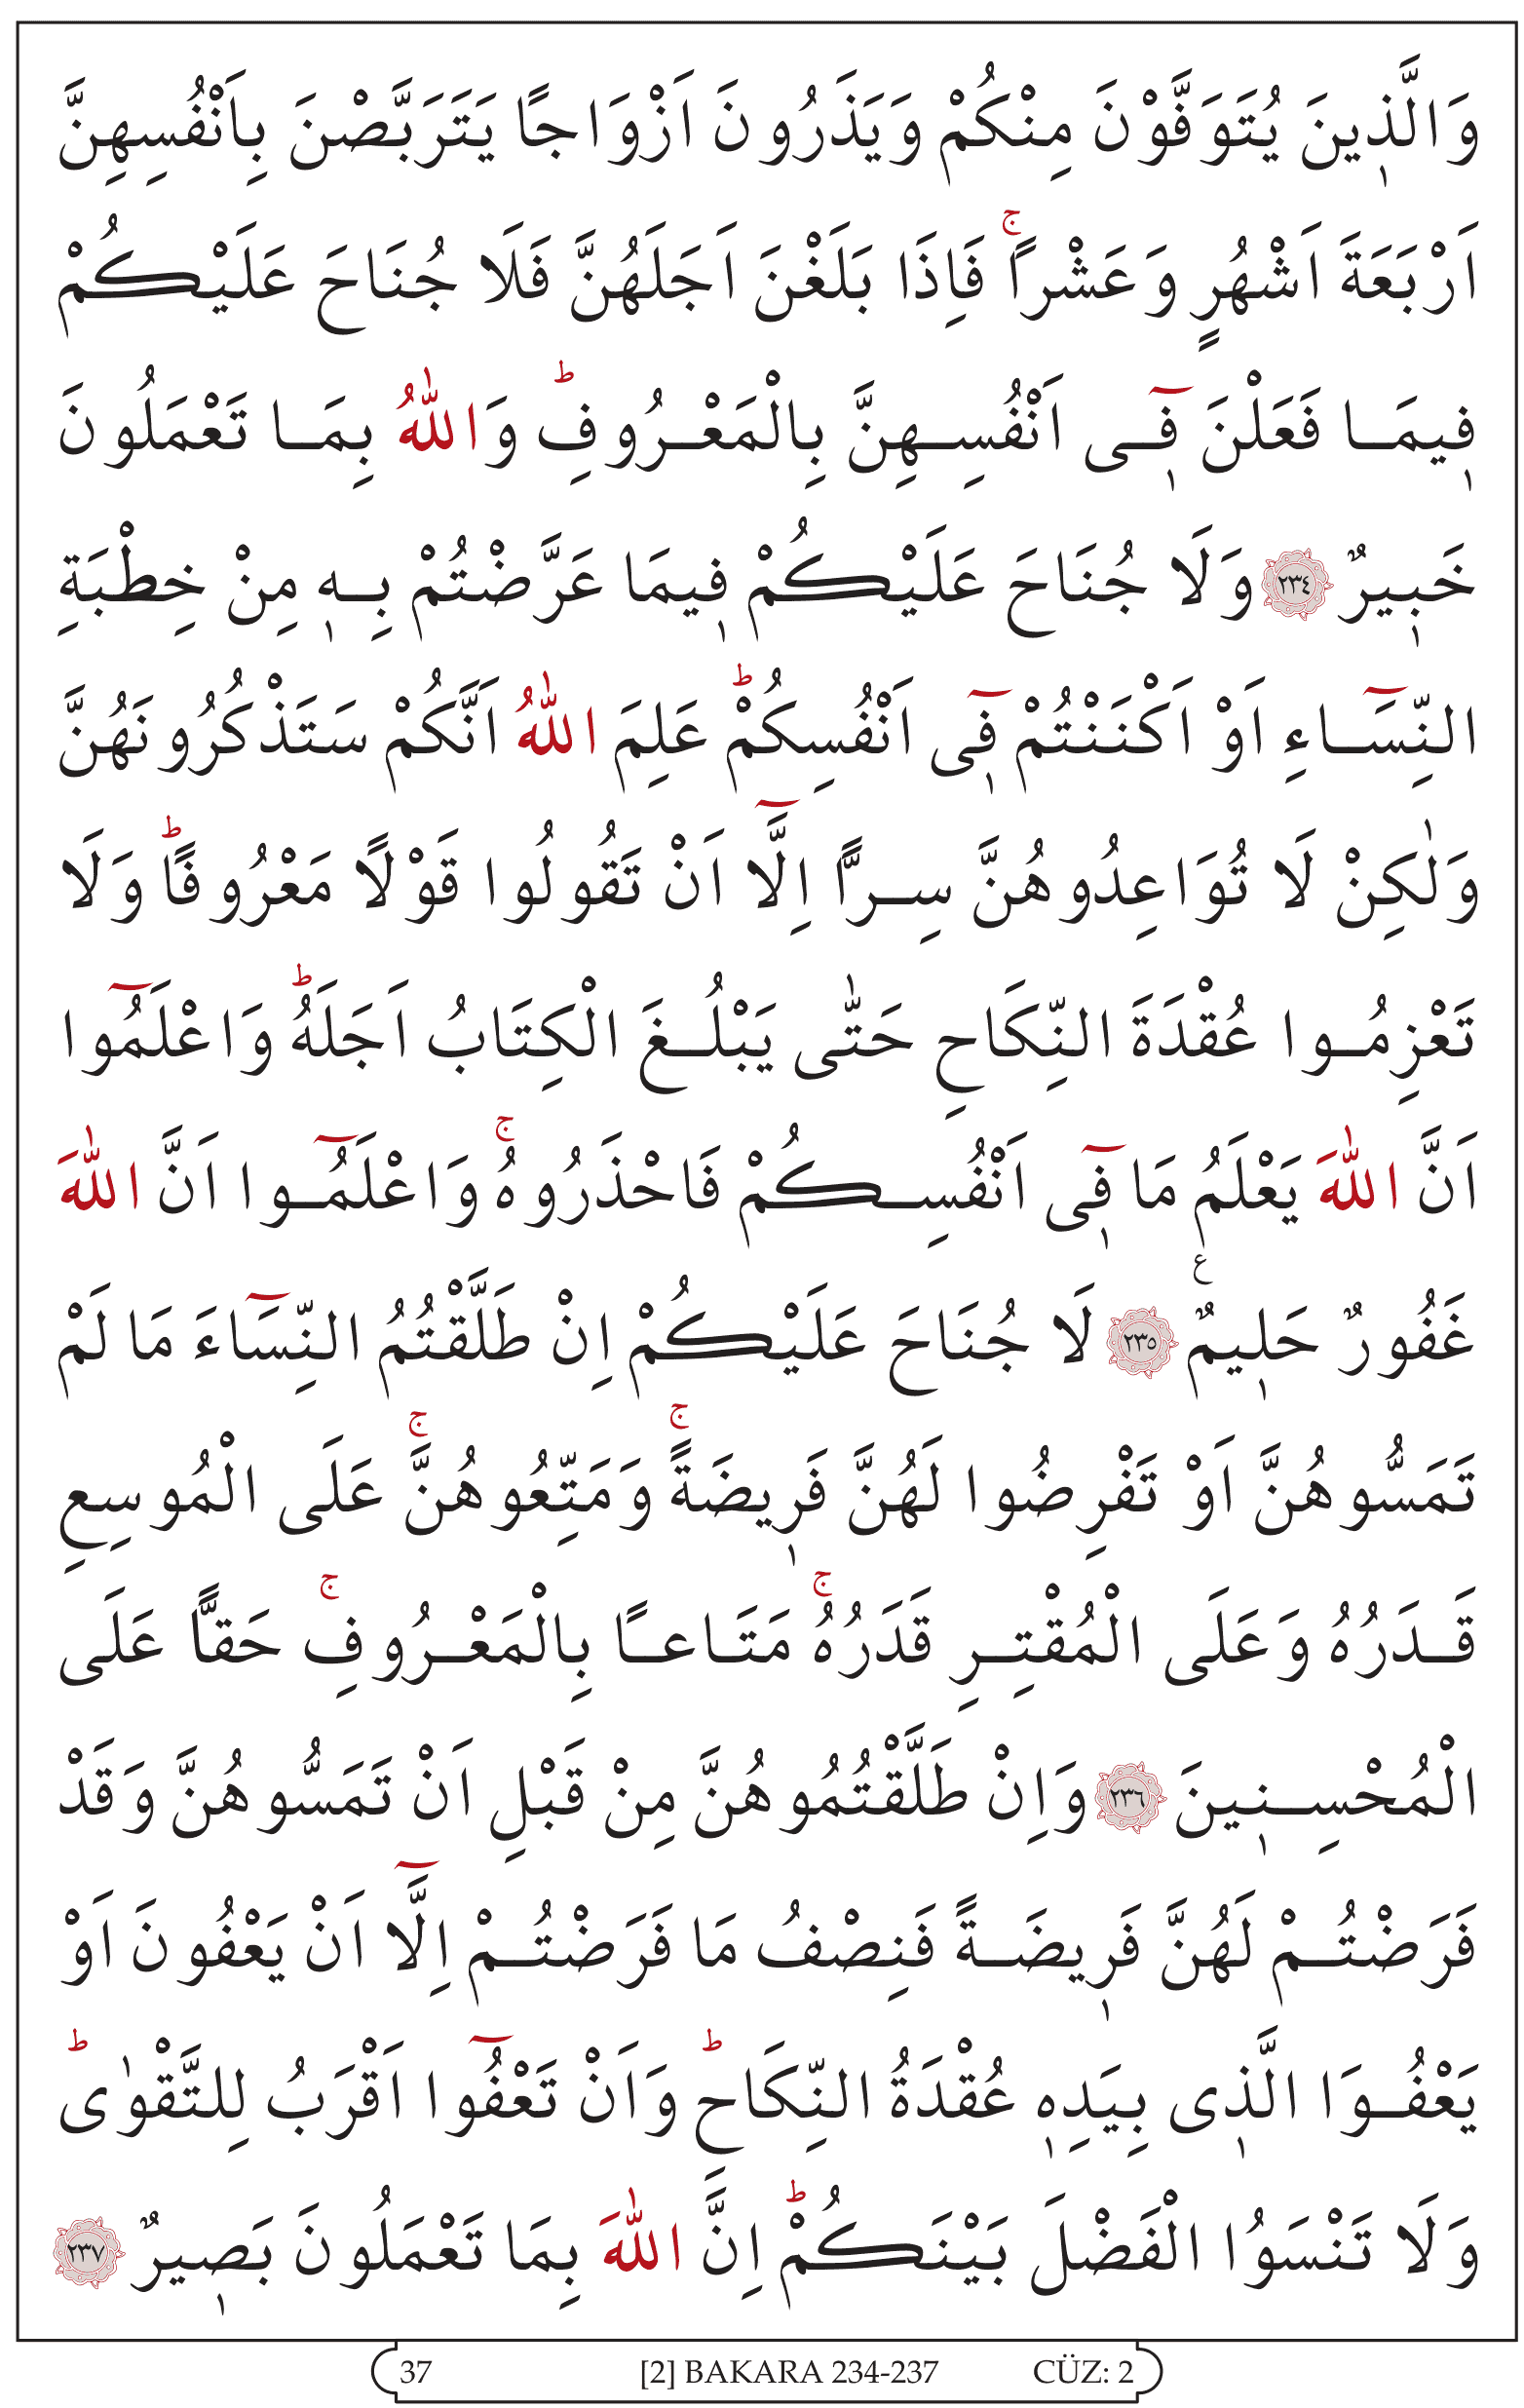 وَالَّذ۪ينَ يُتَوَفَّوْنَ مِنْكُمْ وَيَذَرُونَ اَزْوَاجًا يَتَرَبَّصْنَ بِاَنْفُسِهِنَّ
اَرْبَعَةَ اَشْهُرٍ وَعَشْراًۚ فَاِذَا بَلَغْنَ اَجَلَهُنَّ فَلَا جُنَاحَ عَلَيْكُمْ
ف۪يمَا فَعَلْنَ ف۪ٓى اَنْفُسِهِنَّ بِالْمَعْرُوفِۜ وَاللّٰهُ بِمَا تَعْمَلُونَ
خَب۪يرٌ ﴿٢٣٤﴾ وَلَا جُنَاحَ عَلَيْكُمْ ف۪يمَا عَرَّضْتُمْ بِه۪ مِنْ خِطْبَةِ
النِّسَٓاءِ اَوْ اَكْنَنْتُمْ ف۪ٓى اَنْفُسِكُمْۜ عَلِمَ اللّٰهُ اَنَّكُمْ سَتَذْكُرُونَهُنَّ
وَلٰكِنْ لَا تُوَاعِدُوهُنَّ سِراًّ اِلَّٓا اَنْ تَقُولُوا قَوْلًا مَعْرُوفًاۜ وَلَا
تَعْزِمُوا عُقْدَةَ النِّكَاحِ حَتّٰى يَبْلُغَ الْكِتَابُ اَجَلَهُۜ وَاعْلَمُٓوا
اَنَّ اللّٰهَ يَعْلَمُ مَا ف۪ٓى اَنْفُسِكُمْ فَاحْذَرُوهُۚ وَاعْلَمُٓوا اَنَّ اللّٰهَ
غَفُورٌ حَل۪يمٌ ع ﴿٢٣٥﴾ لَا جُنَاحَ عَلَيْكُمْ اِنْ طَلَّقْتُمُ النِّسَٓاءَ مَا لَمْ
تَمَسُّوهُنَّ اَوْ تَفْرِضُوا لَهُنَّ فَر۪يضَةًۚ وَمَتِّعُوهُنَّۚ عَلَى الْمُوسِعِ
قَدَرُهُ وَعَلَى الْمُقْتِرِ قَدَرُهُۚ مَتَاعًا بِالْمَعْرُوفِۚ حَقاًّ عَلَى
الْمُحْسِن۪ينَ ﴿٢٣٦﴾ وَاِنْ طَلَّقْتُمُوهُنَّ مِنْ قَبْلِ اَنْ تَمَسُّوهُنَّ وَقَدْ
فَرَضْتُمْ لَهُنَّ فَر۪يضَةً فَنِصْفُ مَا فَرَضْتُمْ اِلَّٓا اَنْ يَعْفُونَ اَوْ
يَعْفُوَا الَّذ۪ى بِيَدِه۪ عُقْدَةُ النِّكَاحِۜ وَاَنْ تَعْفُٓوا اَقْرَبُ لِلتَّقْوٰىۜ
وَلَا تَنْسَوُا الْفَضْلَ بَيْنَكُمْۜ اِنَّ اللّٰهَ بِمَا تَعْمَلُونَ بَص۪يرٌ ﴿٢٣٧﴾
37 [2] BAKARA 234-237 CÜZ: 2